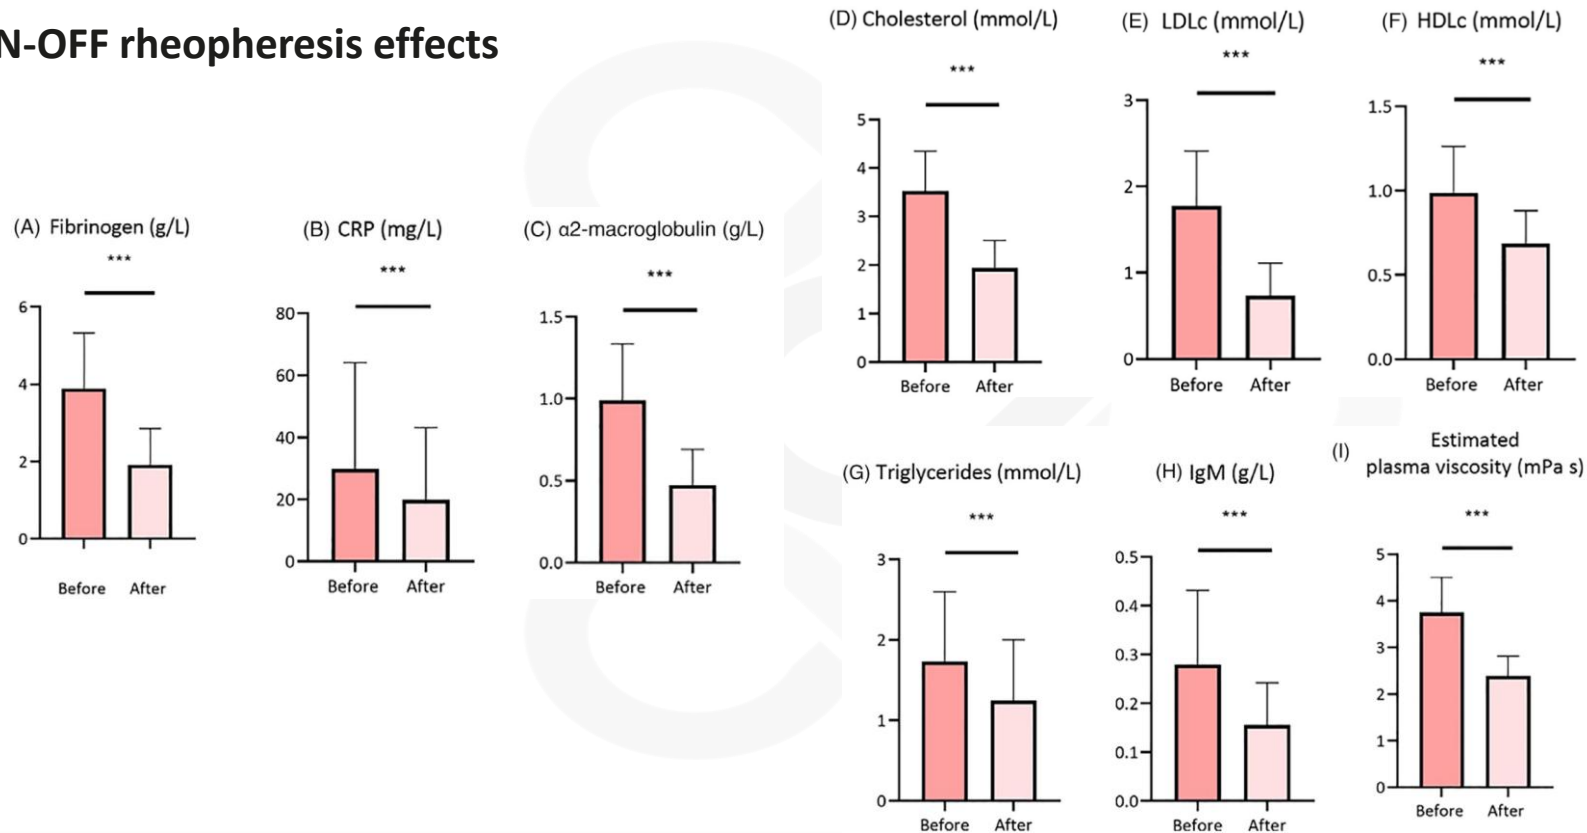 N-OFF rheopheresis effects
(A) Fibrinogen (g/L)
***
6
4
2
0
Before After
(B) CRP (mg/L)
***
80
60
40
20
0
Before After
(C) α2-macroglobulin (g/L)
***
1.5
1.0
0.5
0.0
Before After
(D) Cholesterol (mmol/L)
***
5
4
3
2
1
0
Before After
(E) LDLc (mmol/L)
***
3
2
1
0
Before After
(F) HDLc (mmol/L)
***
1.5
1.0
0.5
0.0
Before After
(G) Triglycerides (mmol/L)
***
3
2
1
0
Before After
(H) IgM (g/L)
***
0.5
0.4
0.3
0.2
0.1
0.0
Before After
(I) Estimated
plasma viscosity (mPa s)
***
5
4
3
2
1
0
Before After